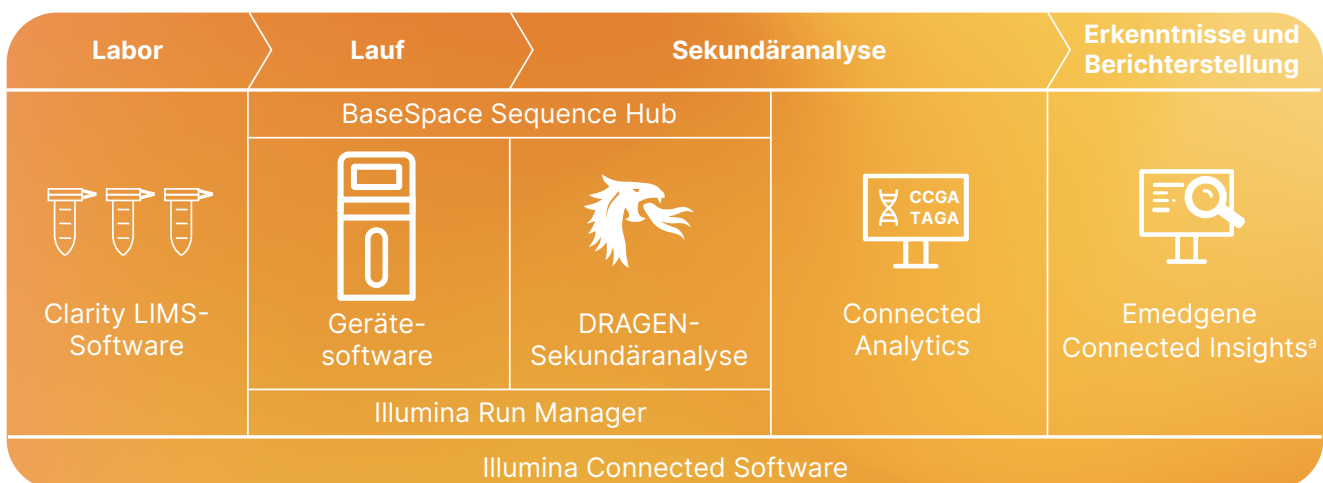 Labor
Lauf
Sekundäranalyse
Erkenntnisse und
Berichterstellung
BaseSpace Sequence Hub
CCGA
TAGA
Clarity LIMS-
Software
Geräte-
software
DRAGEN-
Sekundäranalyse
Connected
Analytics
Emedgene
Connected Insightsᵃ
Illumina Run Manager
Illumina Connected Software